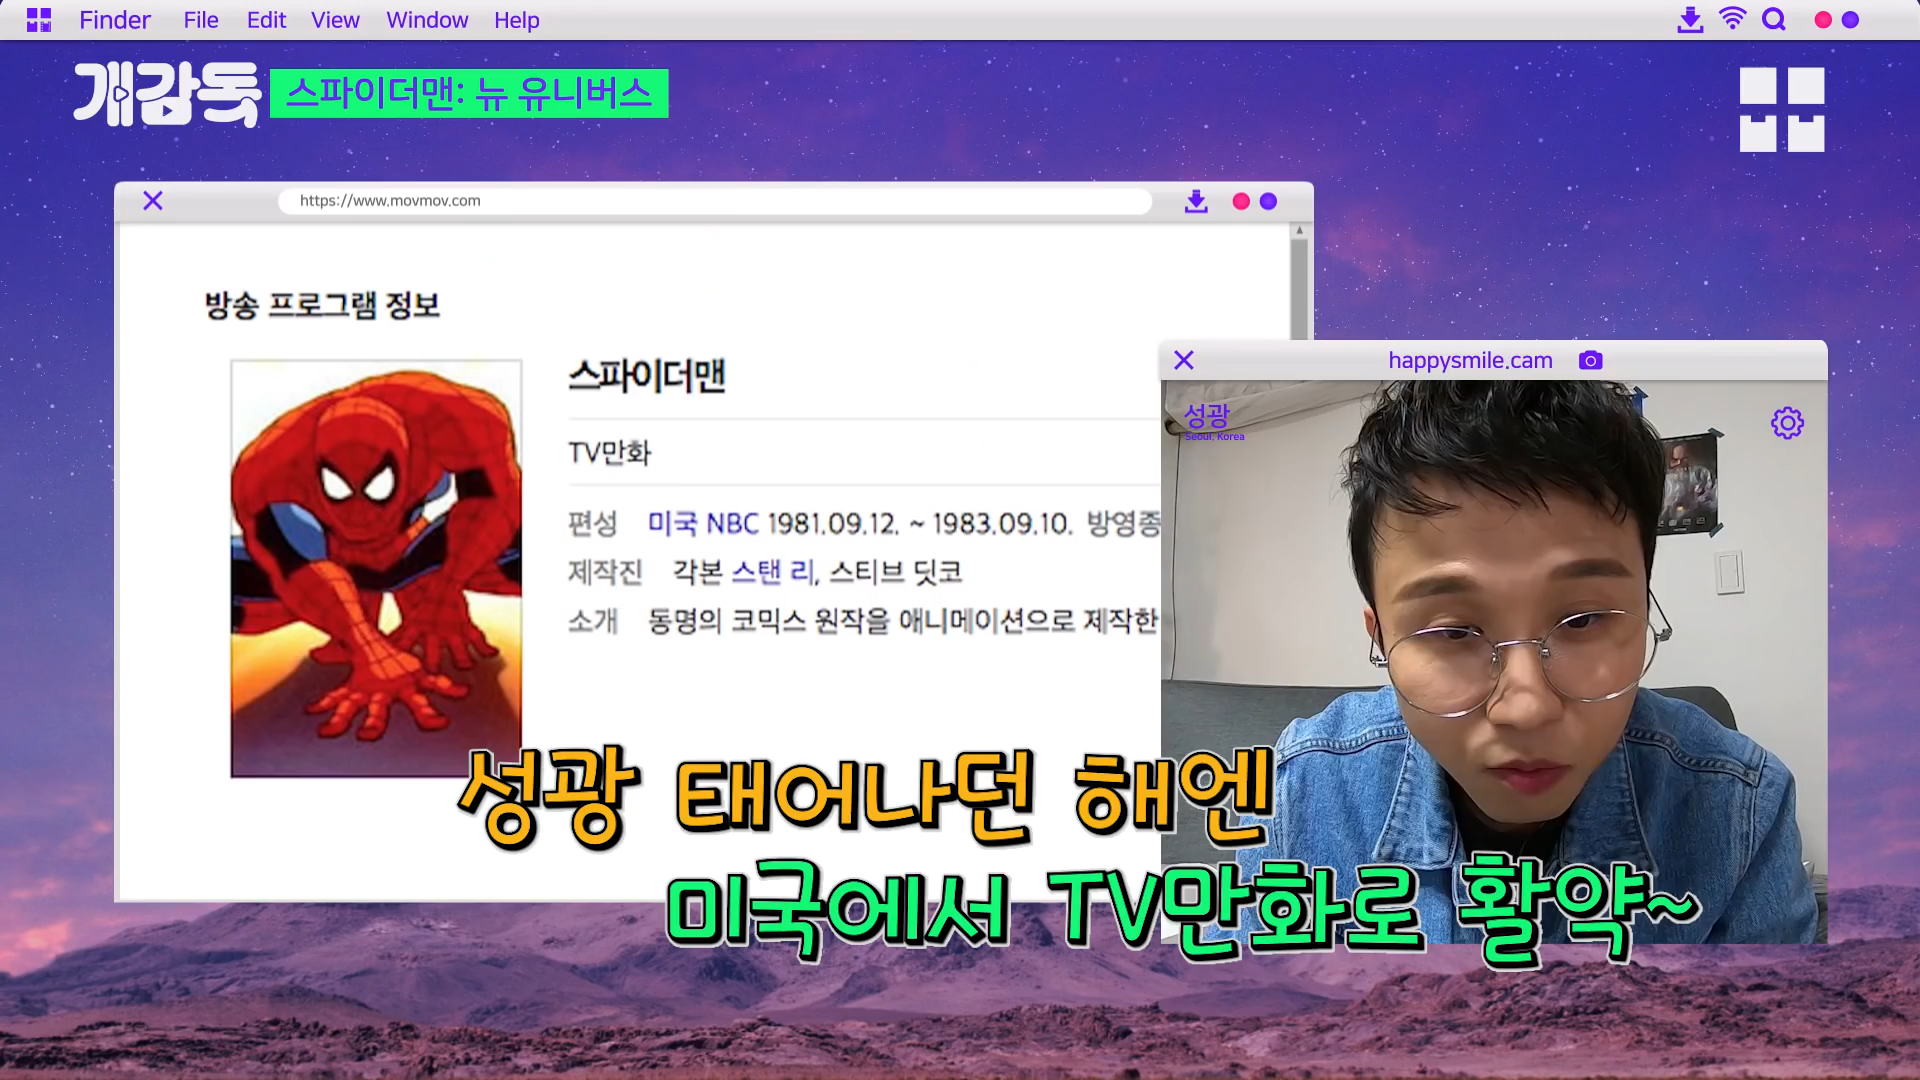 Finder File Edit View Window Help
개감독 스파이더맨: 뉴 유니버스
https://www.movmov.com
방송 프로그램 정보
스파이더맨
TV만화
편성 미국 NBC 1981.09.12. ~ 1983.09.10. 방영종
제작진 각본 스탠 리, 스티브 딧코
소개 동명의 코믹스 원작을 애니메이션으로 제작한
happysmile.cam
성광
Seoul, Korea
성광 태어나던 해엔
미국에서 TV만화로 활약~